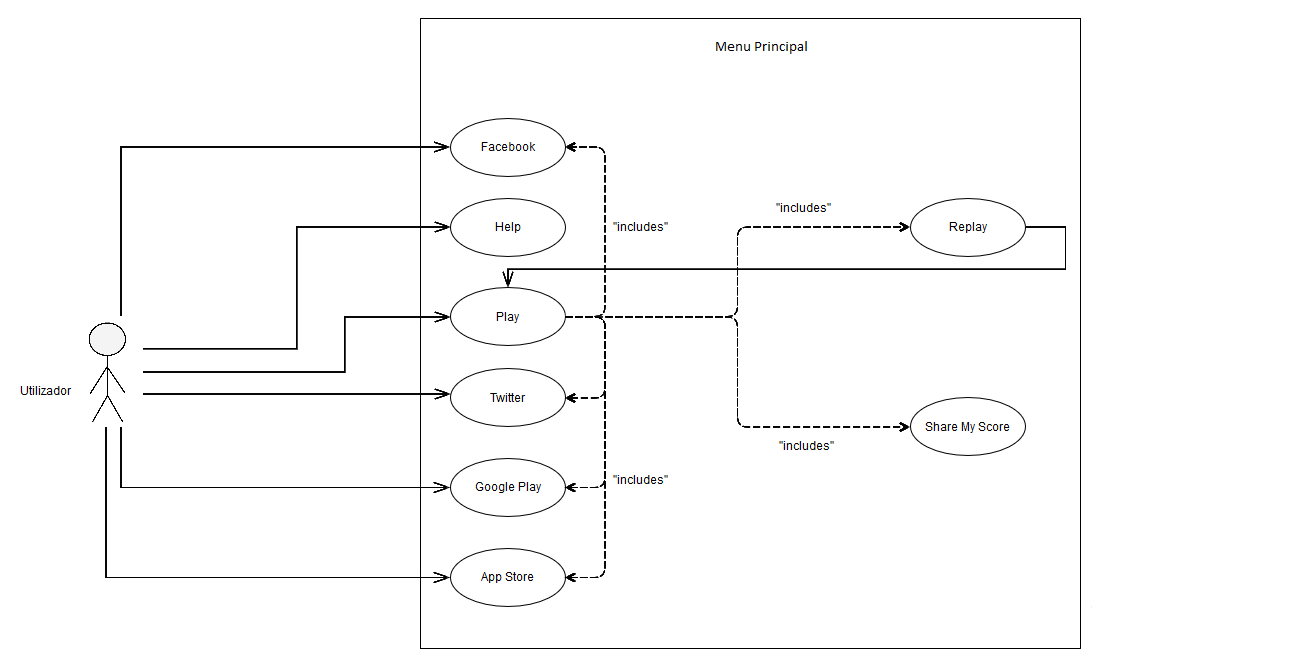 Menu Principal
Facebook
"includes"
Help
"includes"
Replay
Play
Utilizador
Twitter
Share My Score
"includes"
Google Play
"includes"
App Store